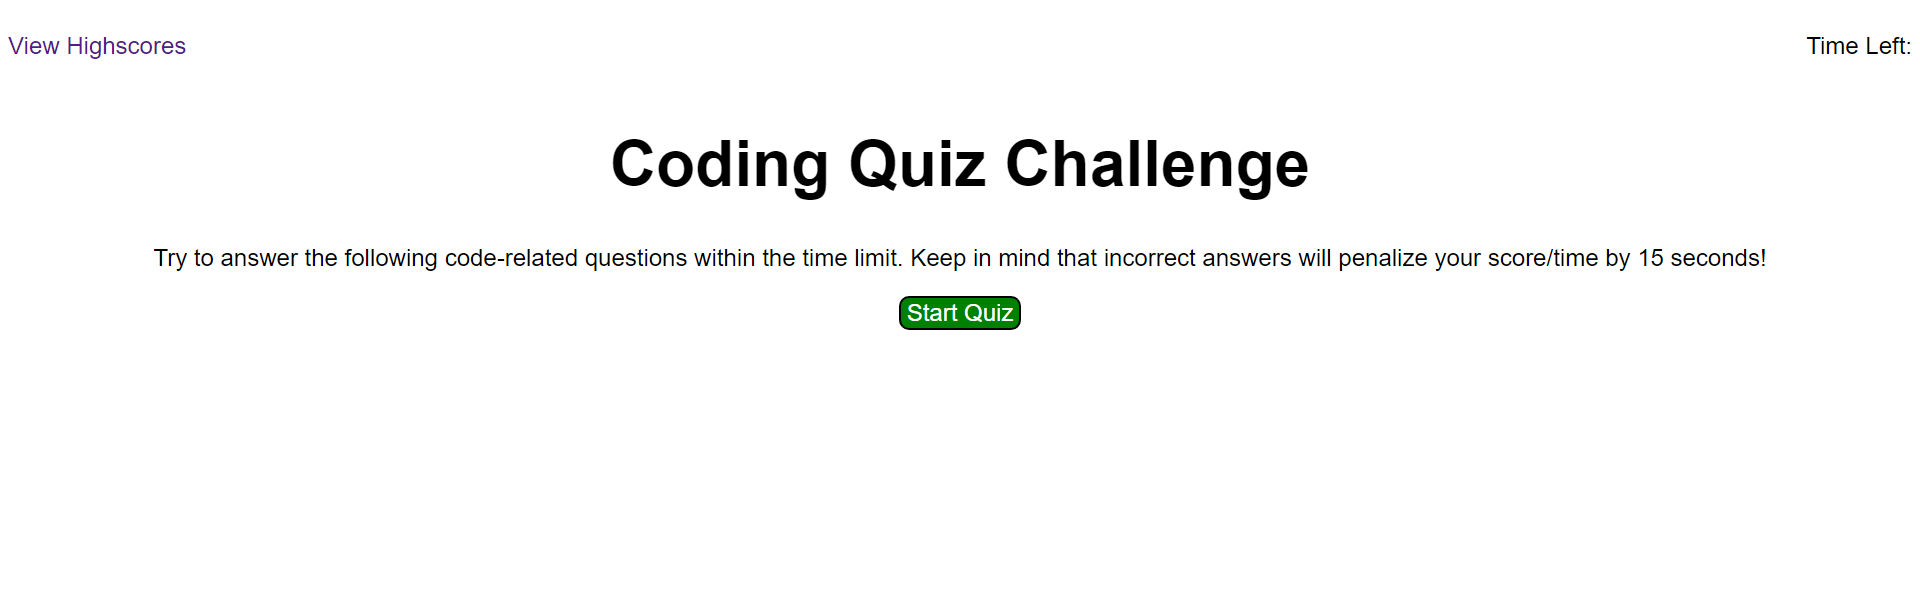 View Highscores
Time Left:
Coding Quiz Challenge
Try to answer the following code-related questions within the time limit. Keep in mind that incorrect answers will penalize your score/time by 15 seconds!
Start Quiz